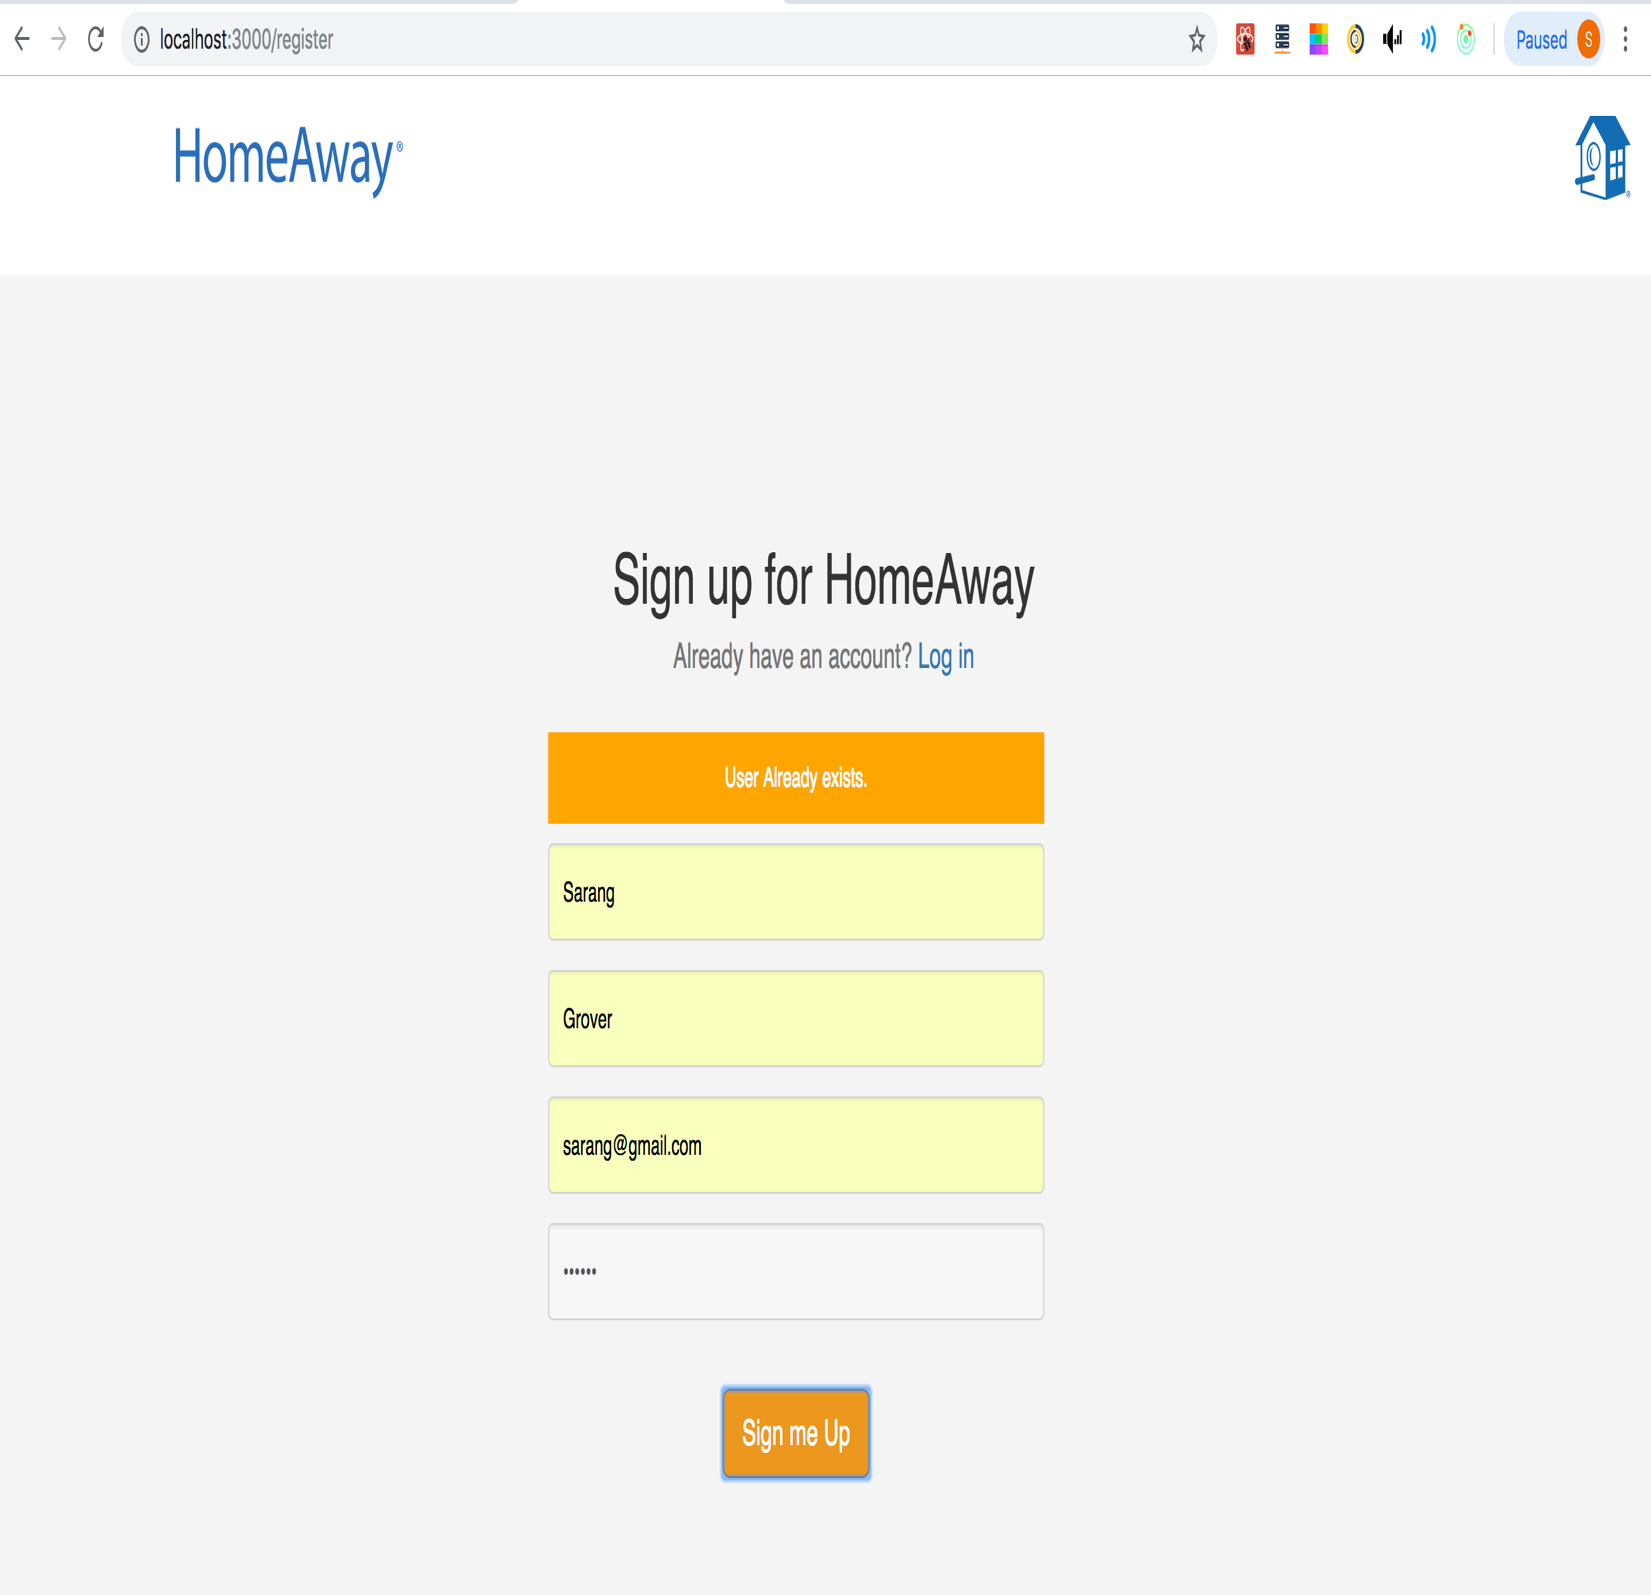 localhost:3000/register
Paused S
HomeAway®
®
Sign up for HomeAway
Already have an account? Log in
User Already exists.
Sarang
Grover
sarang@gmail.com
••••••
Sign me Up